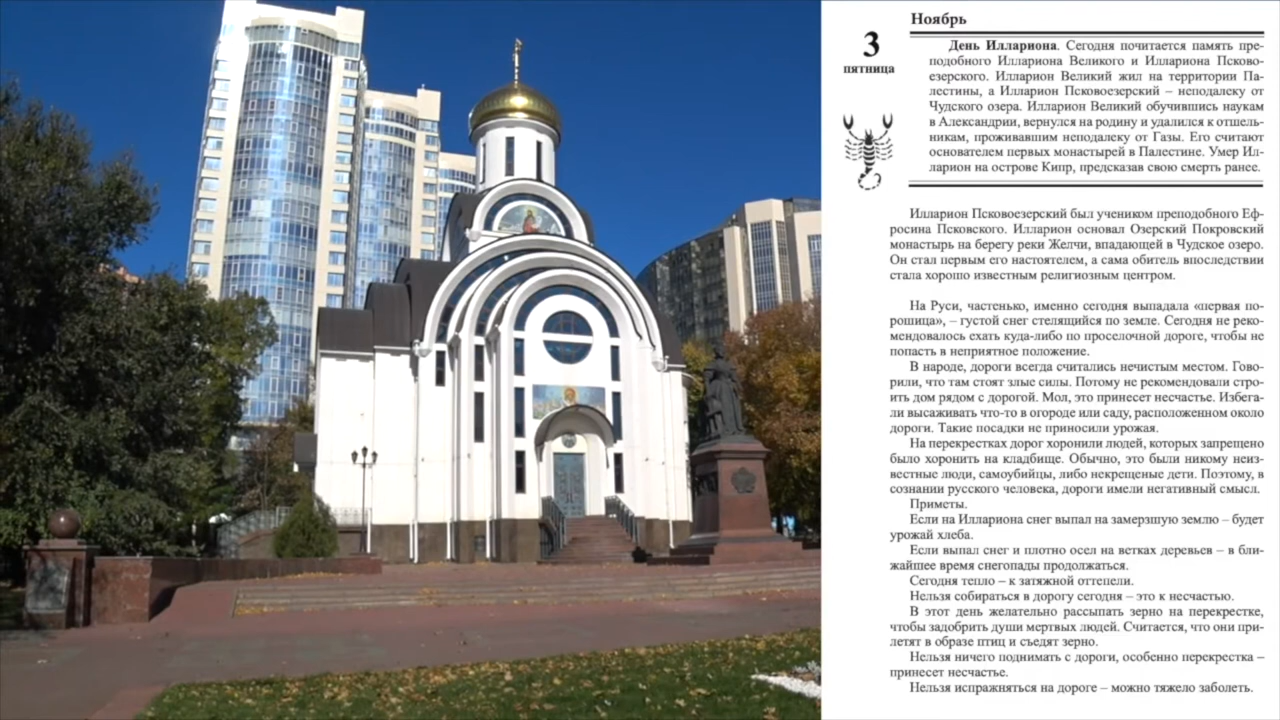 Ноябрь
3
пятница
День Иллариона. Сегодня почитается память пре-
подобного Иллариона Великого и Иллариона Псково-
езерского. Иларион Великий жил на территории Па-
лестины, а Иларион Псковоезерский – неподалеку от
Чудского озера. Илларион Великий обучившись наукам
в Александрии, вернулся на родину и удалился к отшель-
никам, проживавшим неподалеку от Газы. Его считают
основателем первых монастырей в Палестине. Умер Ил-
ларион на острове Кипр, предсказав свою смерть ранее.
Илларион Псковоезерский был учеником преподобного Еф-
росина Псковского. Иларион основал Озерский Покровский
монастырь на берегу реки Желчи, впадающей в Чудское озеро.
Он стал первым его настоятелем, а сама обитель впоследствии
стала хорошо известным религиозным центром.
На Руси, частенько, именно сегодня выпадала «первая по-
рошица», – густой снег стелящийся по земле. Сегодня не реко-
мендовалось ехать куда-либо по проселочной дороге, чтобы не
попасть в неприятное положение.
В народе, дороги всегда считались нечистым местом. Гово-
рили, что там стоят злые силы. Потому не рекомендовали стро-
ить дом рядом с дорогой. Мол, это принесет несчастье. Избега-
ли высаживать что-то в огороде или саду, расположенном около
дороги. Такие посадки не приносили урожая.
На перекрестках дорог хоронили людей, которых запрещено
было хоронить на кладбище. Обычно, это были никому неиз-
вестные люди, самоубийцы, либо некрещеные дети. Поэтому, в
сознании русского человека, дороги имели негативный смысл.
Приметы.
Если на Иллариона снег выпал на замерзшую землю – будет
урожай хлеба.
Если выпал снег и плотно осел на ветках деревьев – в бли-
жайшее время снегопады продолжаться.
Сегодня тепло – к затяжной оттепели.
Нельзя собираться в дорогу сегодня – это к несчастью.
В этот день желательно рассыпать зерно на перекрестке,
чтобы задобрить души мертвых людей. Считается, что они при-
летят в образе птиц и съедят зерно.
Нельзя ничего поднимать с дороги, особенно перекрестка –
принесет несчастье.
Нельзя испражняться на дороге – можно тяжело заболеть.